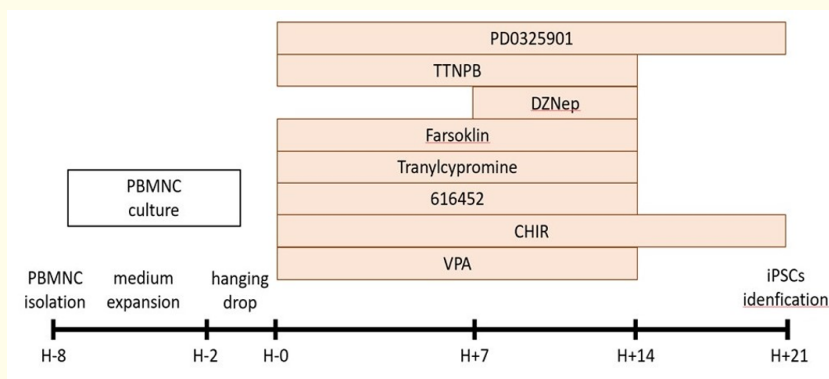 PD0325901
TTNPB
DZNep
Farsoklin
Tranylcypromine
616452
CHIR
VPA
PBMNC
culture
PBMNC
isolation
medium
expansion
hanging
drop
iPSCs
idenfication
H-8
H-2
H-0
H+7
H+14
H+21